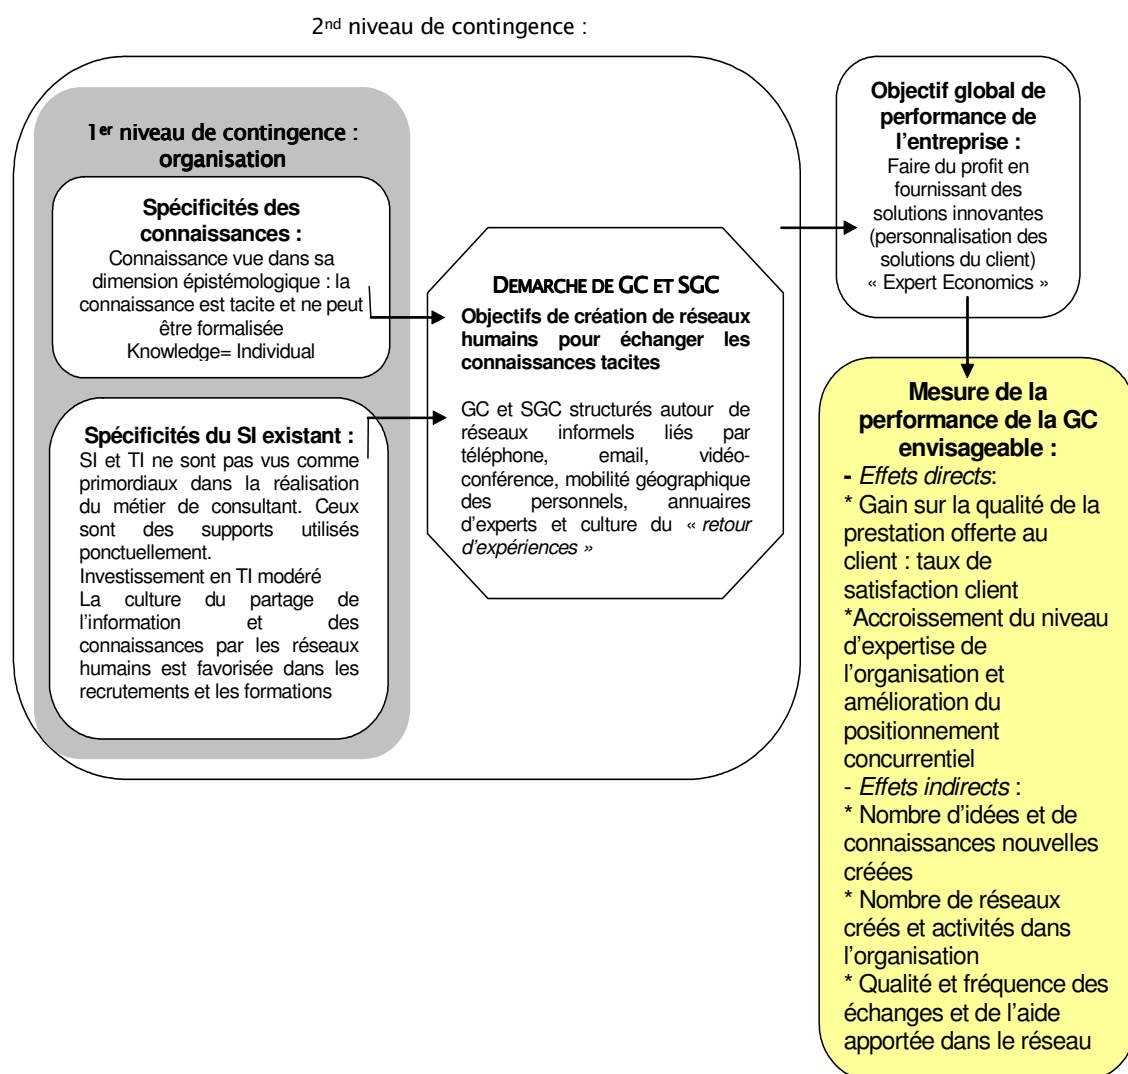 2nd niveau de contingence :
1er niveau de contingence :
organisation
Spécificités des
connaissances :
Connaissance vue dans sa
dimension épistémologique : la
connaissance est tacite et ne peut
être formalisée
Knowledge= Individual
Spécificités du SI existant :
SI et TI ne sont pas vus comme
primordiaux dans la réalisation
du métier de consultant. Ceux
sont des supports utilisés
ponctuellement.
Investissement en TI modéré
La culture du partage de
l’information et des
connaissances par les réseaux
humains est favorisée dans les
recrutements et les formations
DEMARCHE DE GC ET SGC
Objectifs de création de réseaux
humains pour échanger les
connaissances tacites
GC et SGC structurés autour de
réseaux informels liés par
téléphone, email, vidéo-
conférence, mobilité géographique
des personnels, annuaires
d’experts et culture du « retour
d’expériences »
Objectif global de
performance de
l’entreprise :
Faire du profit en
fournissant des
solutions innovantes
(personnalisation des
solutions du client)
« Expert Economics »
Mesure de la
performance de la GC
envisageable :
- Effets directs:
* Gain sur la qualité de la
prestation offerte au
client : taux de
satisfaction client
*Accroissement du niveau
d’expertise de
l’organisation et
amélioration du
positionnement
concurrentiel
- Effets indirects :
* Nombre d’idées et de
connaissances nouvelles
créées
* Nombre de réseaux
créés et activités dans
l’organisation
* Qualité et fréquence des
échanges et de l’aide
apportée dans le réseau